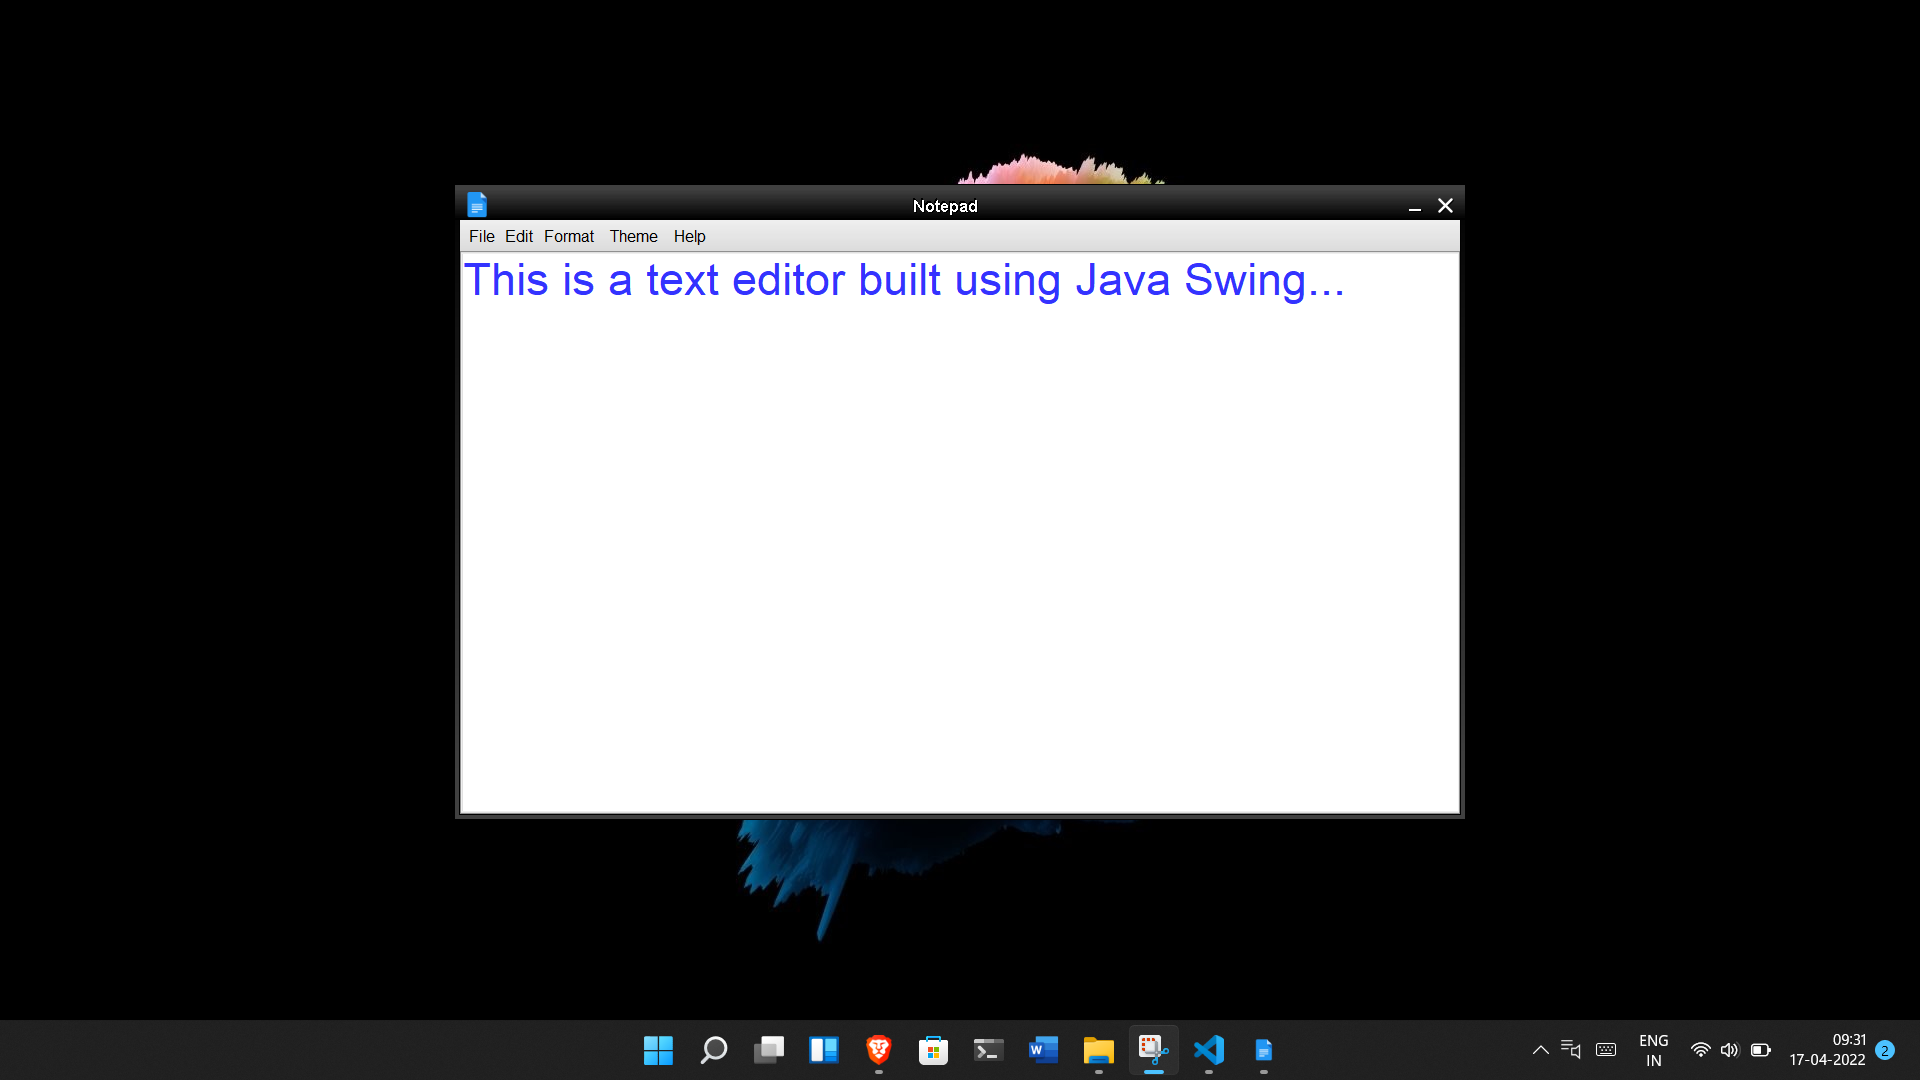 Notepad
File Edit Format Theme Help
This is a text editor built using Java Swing...
W
ENG
IN
09:31
17-04-2022
2